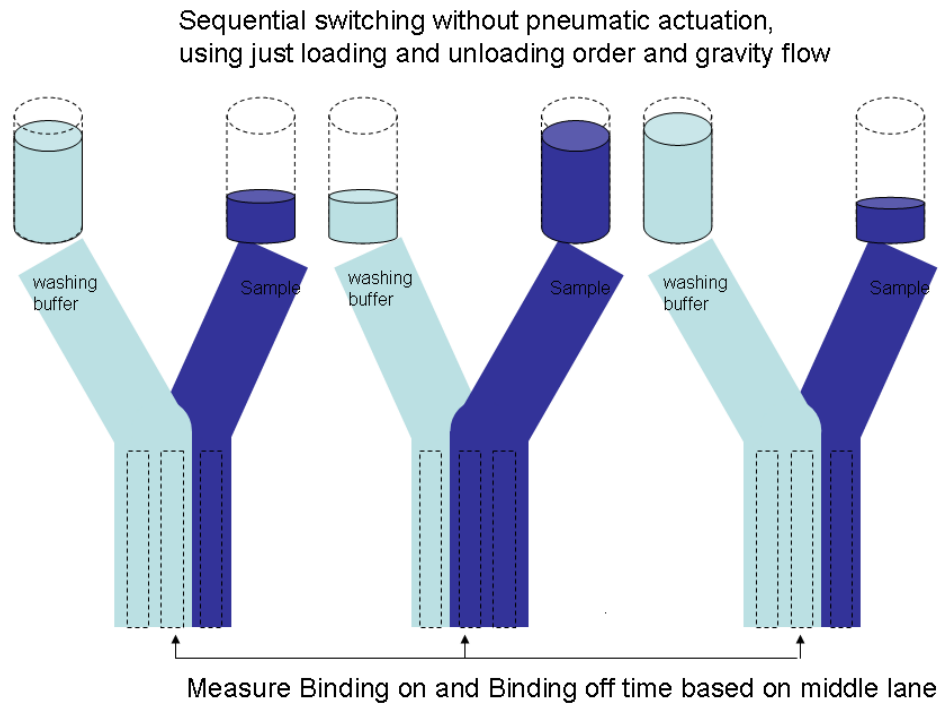 Sequential switching without pneumatic actuation,
using just loading and unloading order and gravity flow
washing
buffer
Sample
washing
buffer
Sample
washing
buffer
Sample
Measure Binding on and Binding off time based on middle lane